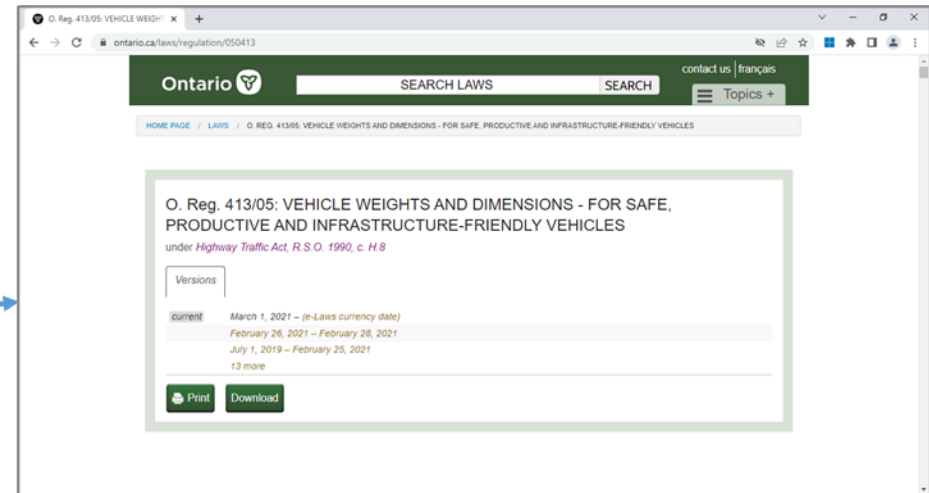 O. Reg. 413/05: VEHICLE WEIGHT
ontario.ca/laws/regulation/050413
contact us | français
Ontario
SEARCH LAWS
SEARCH
Topics +
HOME PAGE / LAWS / O. REG. 413/05: VEHICLE WEIGHTS AND DIMENSIONS - FOR SAFE, PRODUCTIVE AND INFRASTRUCTURE-FRIENDLY VEHICLES
O. Reg. 413/05: VEHICLE WEIGHTS AND DIMENSIONS - FOR SAFE,
PRODUCTIVE AND INFRASTRUCTURE-FRIENDLY VEHICLES
under Highway Traffic Act, R.S.O. 1990, c. H.8
Versions
current March 1, 2021 – (e-Laws currency date)
February 26, 2021 – February 28, 2021
July 1, 2019 – February 25, 2021
13 more
Print
Download